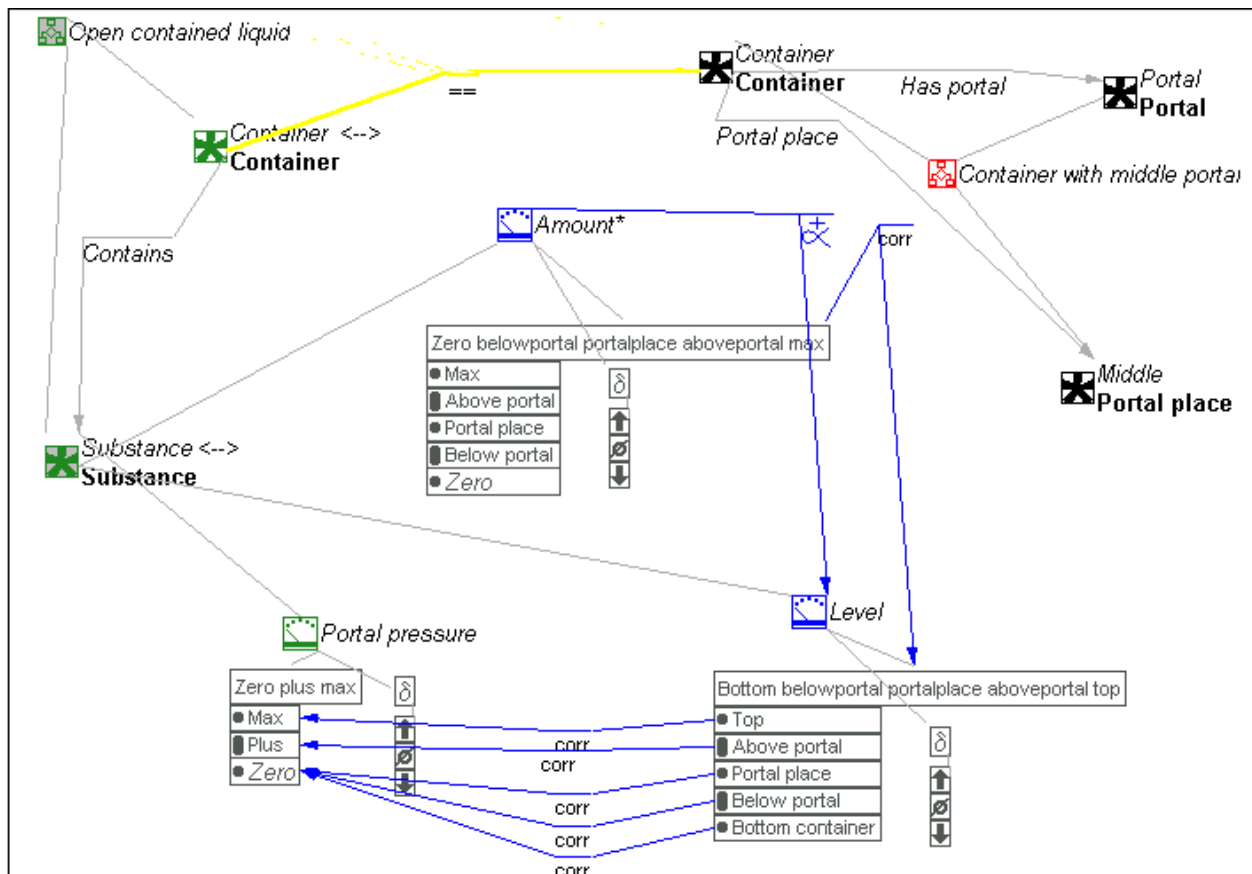 Open contained liquid
Container
Container
Has portal
Portal
Portal
==
Container <-->
Container
Portal place
Container with middle portal
Amount*
α+
corr
Contains
Zero belowportal portalplace aboveportal max
Max
Above portal
Portal place
Below portal
Zero
δ
Ø
Middle
Portal place
Substance <-->
Substance
Level
Portal pressure
Zero plus max
δ
Max
Plus
Zero
Ø
corr
corr
corr
corr
corr
Bottom belowportal portalplace aboveportal top
Top
Above portal
Portal place
Below portal
Bottom container
δ
Ø